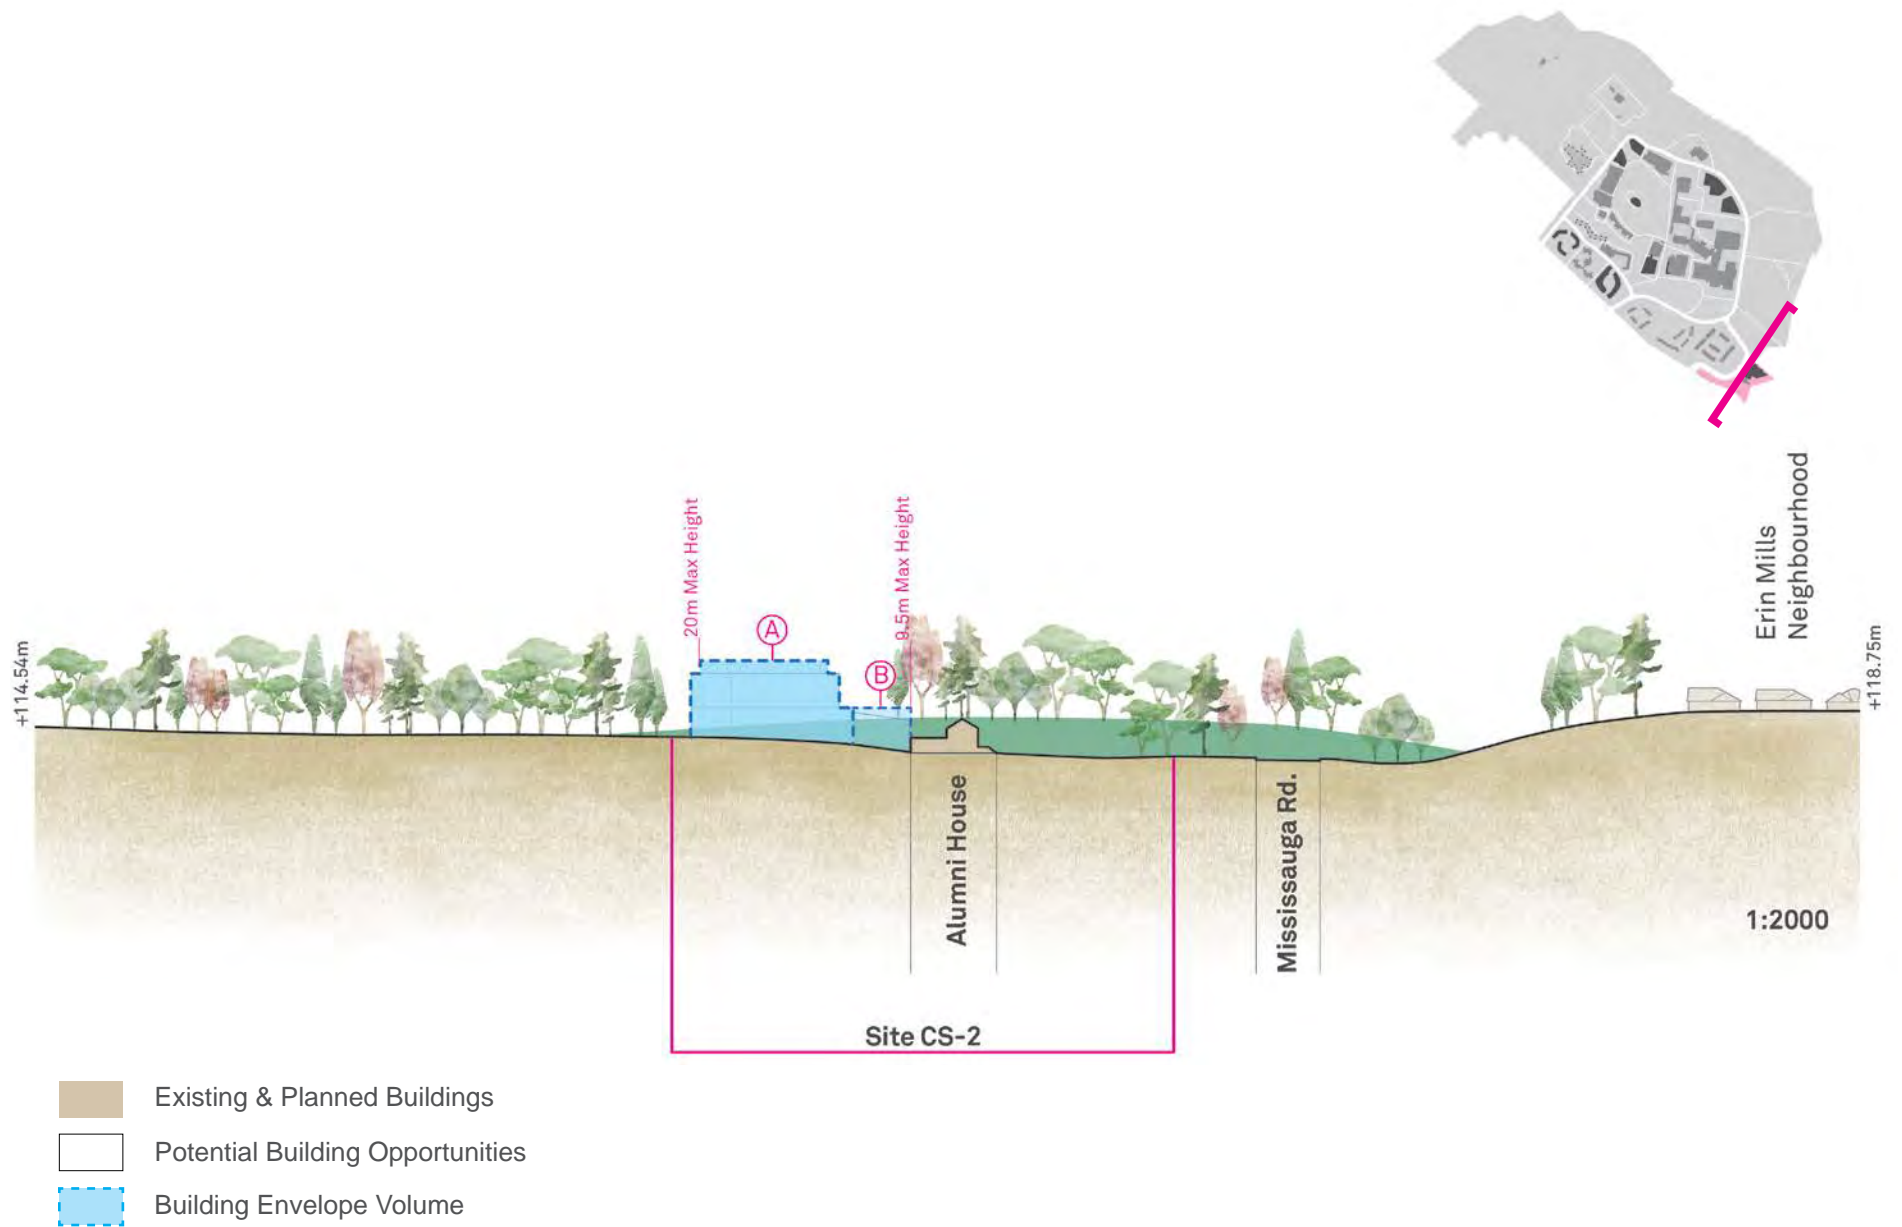 Erin Mills
Neighbourhood
20m Max Height
9.5m Max Height
A
B
+114.54m
+118.75m
Alumni House
Mississauga Rd.
1:2000
Site CS-2
Existing & Planned Buildings
Potential Building Opportunities
Building Envelope Volume